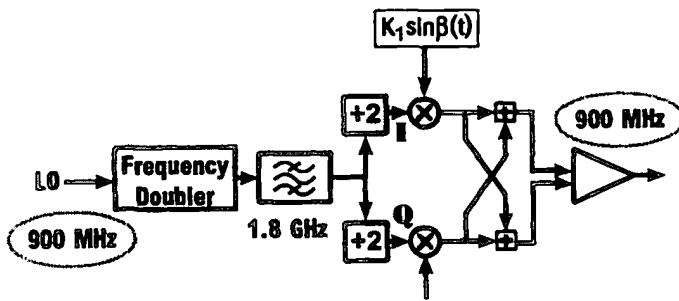 K₁sinβ(t)
+2
I
900 MHz
LO
Frequency
Doubler
1.8 GHz
900 MHz
+2
Q